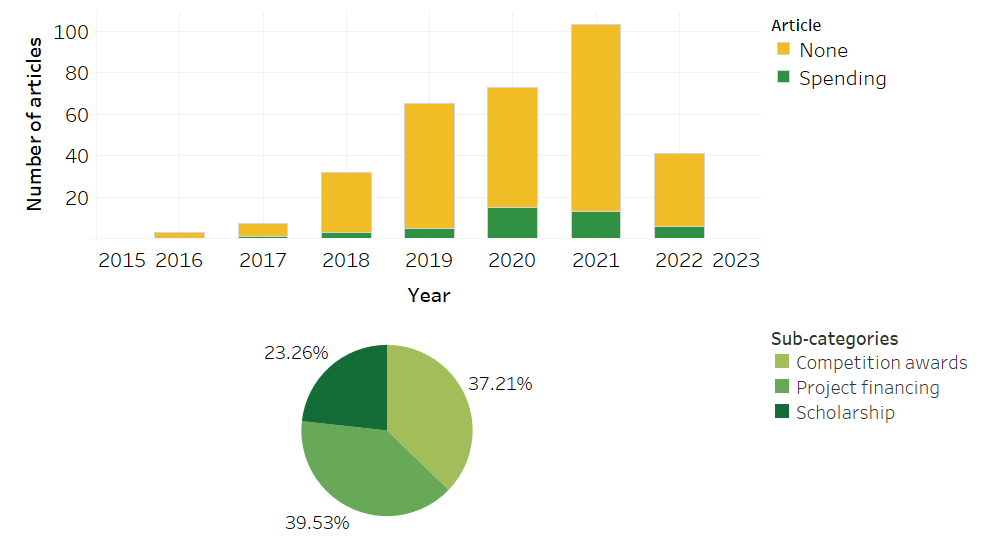 Number of articles
100
80
60
40
20
2015 2016 2017 2018 2019 2020 2021 2022 2023
Year
Article
None
Spending
23.26%
37.21%
39.53%
Sub-categories
Competition awards
Project financing
Scholarship